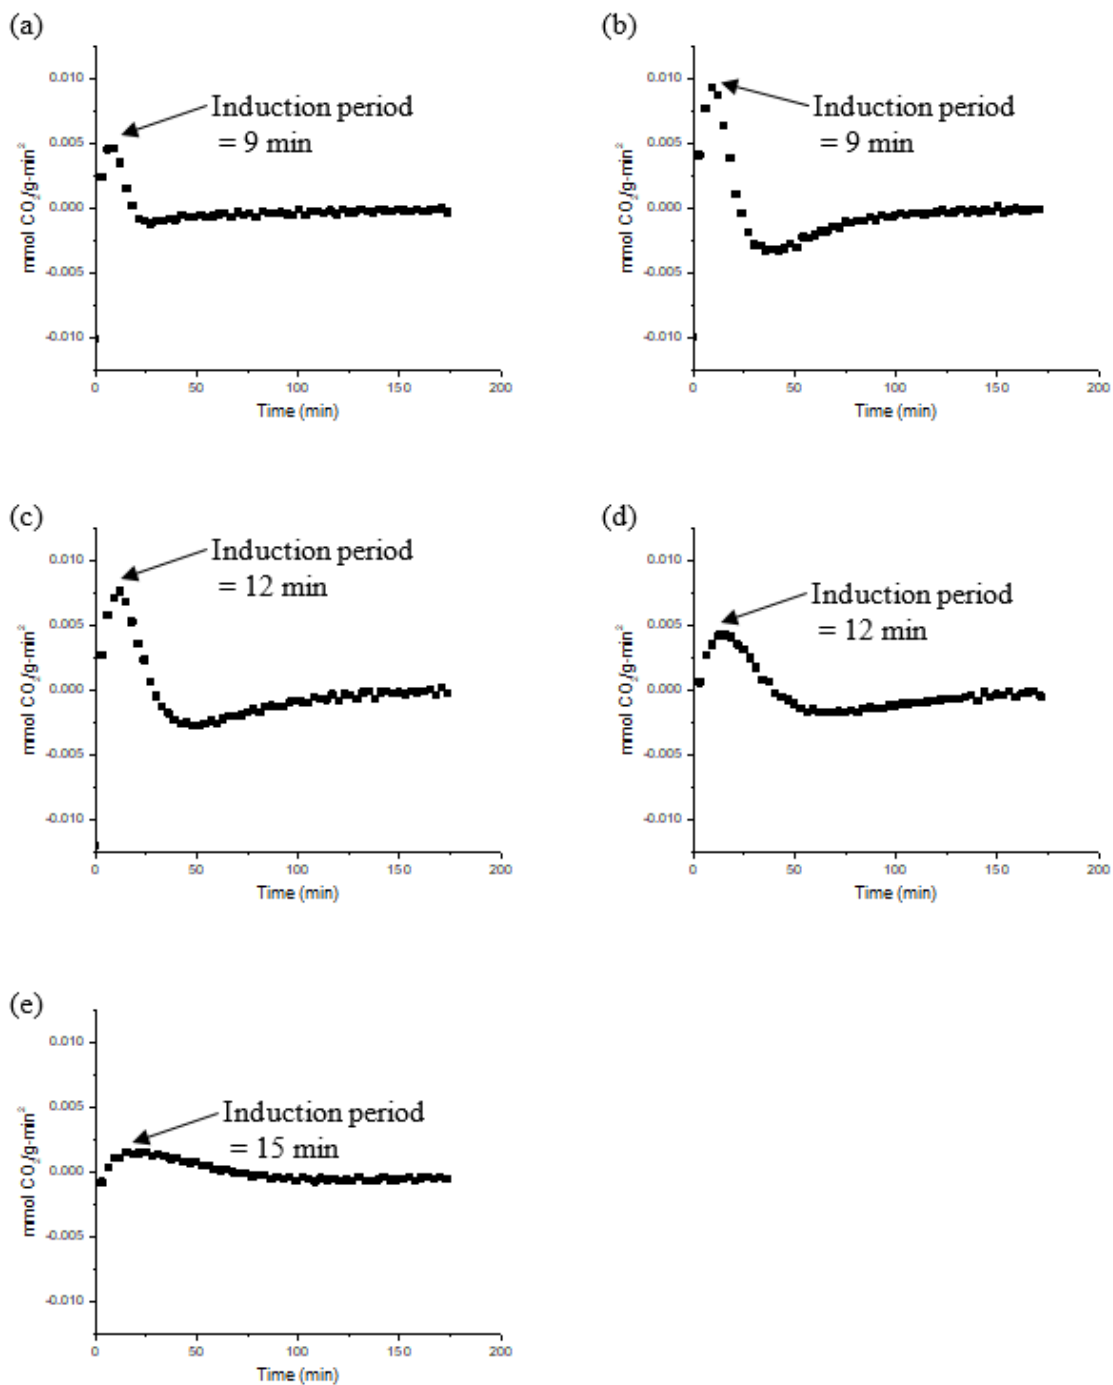 (a)
0.010
0.005
0.000
-0.005
-0.010
mmol CO₂/g-min²
Induction period
= 9 min
0 50 100 150 200
Time (min)
(b)
0.010
0.005
0.000
-0.005
-0.010
mmol CO₂/g-min²
Induction period
= 9 min
0 50 100 150 200
Time (min)
(c)
0.010
0.005
0.000
-0.005
-0.010
mmol CO₂/g-min²
Induction period
= 12 min
0 50 100 150 200
Time (min)
(d)
0.010
0.005
0.000
-0.005
-0.010
mmol CO₂/g-min²
Induction period
= 12 min
0 50 100 150 200
Time (min)
(e)
0.010
0.005
0.000
-0.005
-0.010
mmol CO₂/g-min²
Induction period
= 15 min
0 50 100 150 200
Time (min)